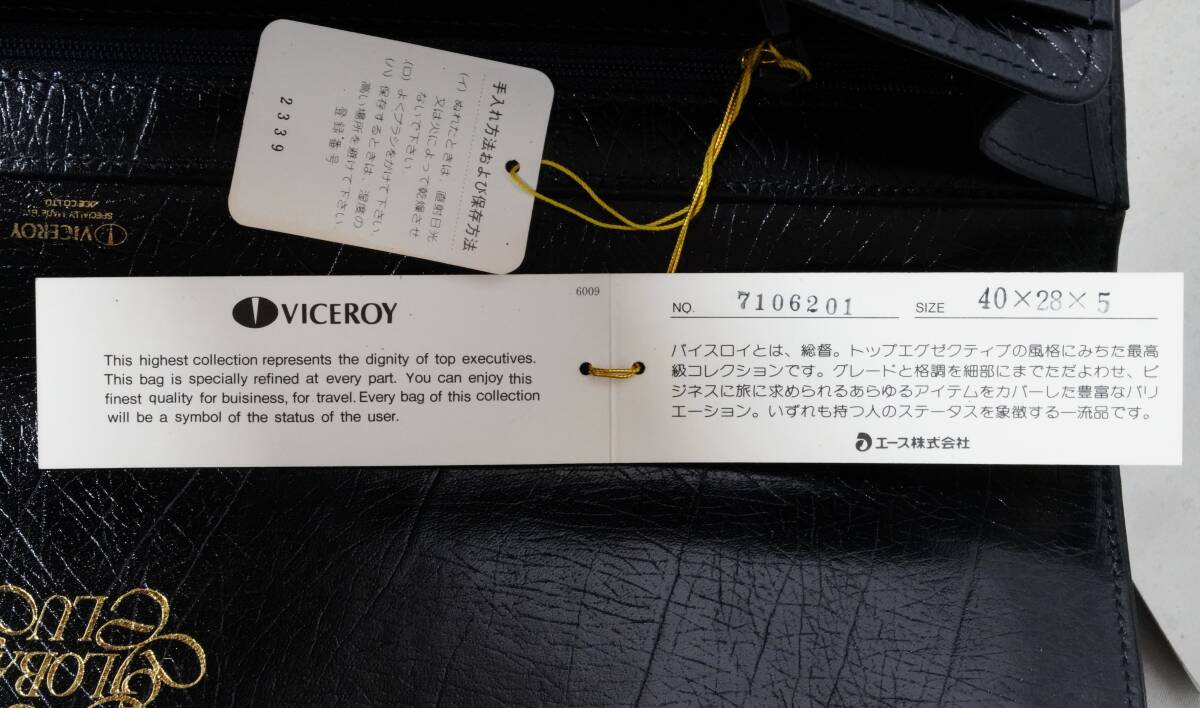 手入れ方法および保存方法
(イ) ぬれたときは、直射日光
又は火によって乾燥させ
ないで下さい。
(ロ) よくブラシをかけて下さい
(ハ) 保存するときは、湿度の
高い場所を避けて下さい
登録番号
2339
VICEROY
SPECIALLY MADE BY
ACE CO.LTD.
VICEROY
6009
This highest collection represents the dignity of top executives.
This bag is specially refined at every part. You can enjoy this
finest quality for buisiness, for travel. Every bag of this collection
will be a symbol of the status of the user.
NO. 7106201 SIZE 40×28×5
バイスロイとは、総督。トップエグゼクティブの風格にみちた最高
級コレクションです。グレードと格調を細部にまでただよわせ、ビ
ジネスに旅に求められるあらゆるアイテムをカバーした豊富なバリ
エーション。いずれも持つ人のステータスを象徴する一流品です。
エース株式会社